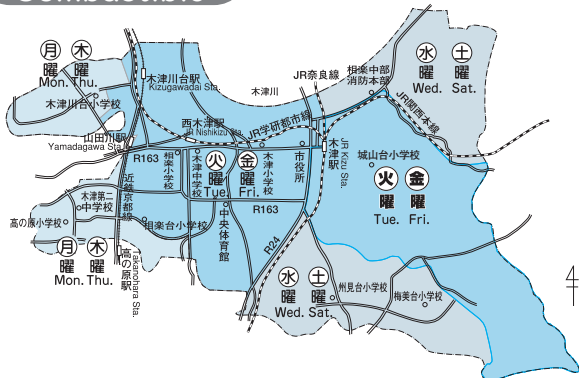 Combustible
月 木
曜 曜
Mon. Thu.
水 土
曜 曜
Wed. Sat.
木津川台駅
Kizugawadai Sta.
木津川
JR奈良線
相楽中部
消防本部
木津川台小学校
西木津駅
JR Nishikizu Sta.
JR学研都市線
JR関西本線
山田川駅
Yamadagawa Sta.
R163
相楽小学校
木津中学校
火 金
曜 曜
Tue. Fri.
木津小学校
市役所
木津駅
JR Kizu Sta.
城山台小学校
火 金
曜 曜
Tue. Fri.
近鉄京都線
木津第二
中学校
高の原小学校
相楽台小学校
中央体育館
R163
R24
月 木
曜 曜
Mon. Thu.
高の原駅
Takanohara Sta.
水 土
曜 曜
Wed. Sat.
州見台小学校
梅美台小学校
4